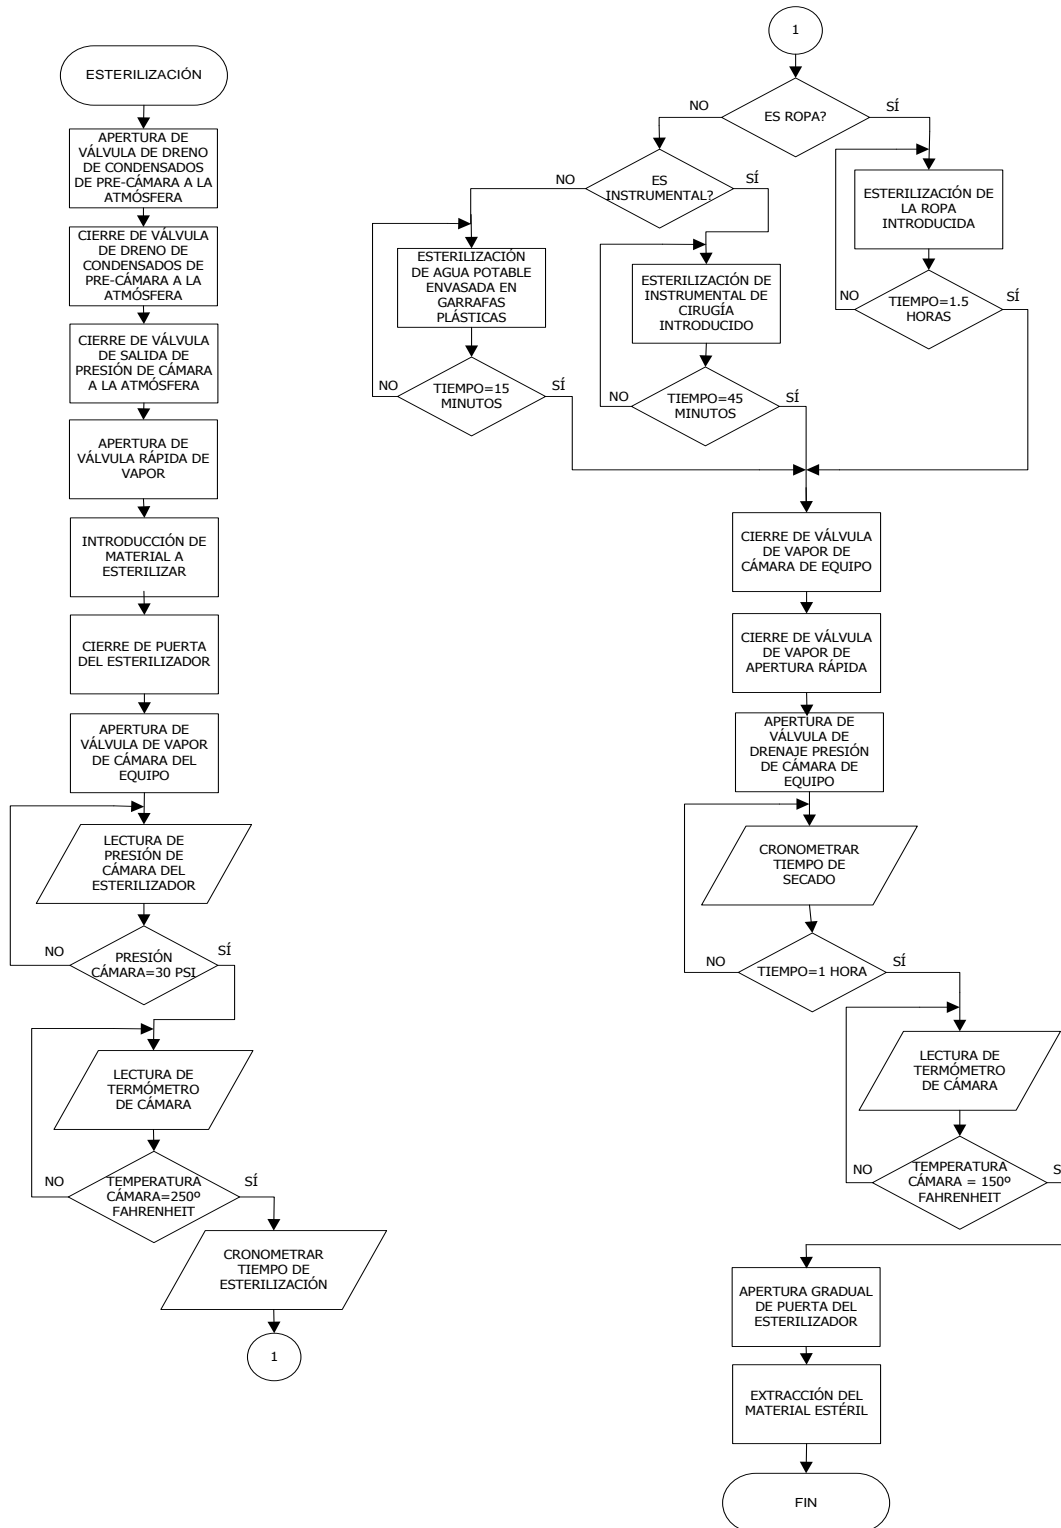 ESTERILIZACIÓN
APERTURA DE
VÁLVULA DE DRENO
DE CONDENSADOS
DE PRE-CÁMARA A LA
ATMÓSFERA
CIERRE DE VÁLVULA
DE DRENO DE
CONDENSADOS DE
PRE-CÁMARA A LA
ATMÓSFERA
CIERRE DE VÁLVULA
DE SALIDA DE
PRESIÓN DE CÁMARA
A LA ATMÓSFERA
APERTURA DE
VÁLVULA RÁPIDA DE
VAPOR
INTRODUCCIÓN DE
MATERIAL A
ESTERILIZAR
CIERRE DE PUERTA
DEL ESTERILIZADOR
APERTURA DE
VÁLVULA DE VAPOR
DE CÁMARA DEL
EQUIPO
LECTURA DE
PRESIÓN DE
CÁMARA DEL
ESTERILIZADOR
NO
PRESIÓN
CÁMARA=30 PSI
SÍ
LECTURA DE
TERMÓMETRO
DE CÁMARA
NO
TEMPERATURA
CÁMARA=250º
FAHRENHEIT
SÍ
CRONOMETRAR
TIEMPO DE
ESTERILIZACIÓN
1
1
NO
ES ROPA?
SÍ
NO
ES
INSTRUMENTAL?
SÍ
ESTERILIZACIÓN DE
LA ROPA
INTRODUCIDA
NO
TIEMPO=1.5
HORAS
SÍ
ESTERILIZACIÓN
DE AGUA POTABLE
ENVASADA EN
GARRAFAS
PLÁSTICAS
NO
TIEMPO=15
MINUTOS
SÍ
ESTERILIZACIÓN DE
INSTRUMENTAL DE
CIRUGÍA
INTRODUCIDO
NO
TIEMPO=45
MINUTOS
SÍ
CIERRE DE VÁLVULA
DE VAPOR DE
CÁMARA DE EQUIPO
CIERRE DE VÁLVULA
DE VAPOR DE
APERTURA RÁPIDA
APERTURA DE
VÁLVULA DE
DRENAJE PRESIÓN
DE CÁMARA DE
EQUIPO
CRONOMETRAR
TIEMPO DE
SECADO
NO
TIEMPO=1 HORA
SÍ
LECTURA DE
TERMÓMETRO
DE CÁMARA
NO
TEMPERATURA
CÁMARA = 150º
FAHRENHEIT
APERTURA GRADUAL
DE PUERTA DEL
ESTERILIZADOR
EXTRACCIÓN DEL
MATERIAL ESTÉRIL
FIN